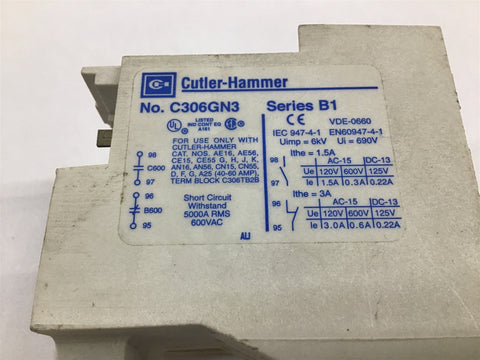 Cutler-Hammer
No. C306GN3 Series B1
UL LISTED IND CONT EQ A161
CE VDE-0660
IEC 947-4-1 EN60947-4-1
Uimp = 6kV Ui = 690V
FOR USE ONLY WITH
CUTLER-HAMMER
CAT. NOS. AE16, AE56,
CE15, CE55 G, H, J, K,
AN16, AN56, CN15, CN55,
D, F, G, A25 (40-60 AMP),
TERM BLOCK C306TB2B
98
C600
97
96
B600
95
Short Circuit
Withstand
5000A RMS
600VAC
ALJ
Ithe = 1.5A
98
97
AC-15 DC-13
Ue 120V 600V 125V
Ie 1.5A 0.3A 0.22A
Ithe = 3A
96
95
AC-15 DC-13
Ue 120V 600V 125V
Ie 3.0A 0.6A 0.22A